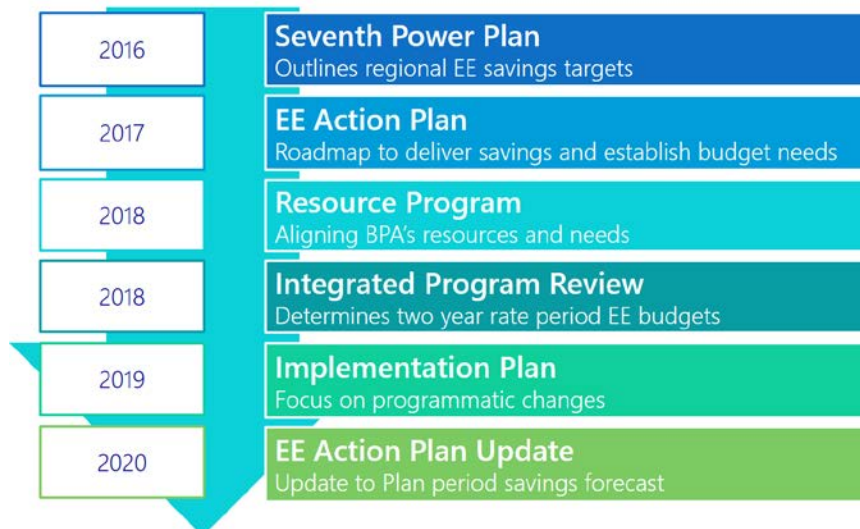 2016
Seventh Power Plan
Outlines regional EE savings targets
2017
EE Action Plan
Roadmap to deliver savings and establish budget needs
2018
Resource Program
Aligning BPA's resources and needs
2018
Integrated Program Review
Determines two year rate period EE budgets
2019
Implementation Plan
Focus on programmatic changes
2020
EE Action Plan Update
Update to Plan period savings forecast